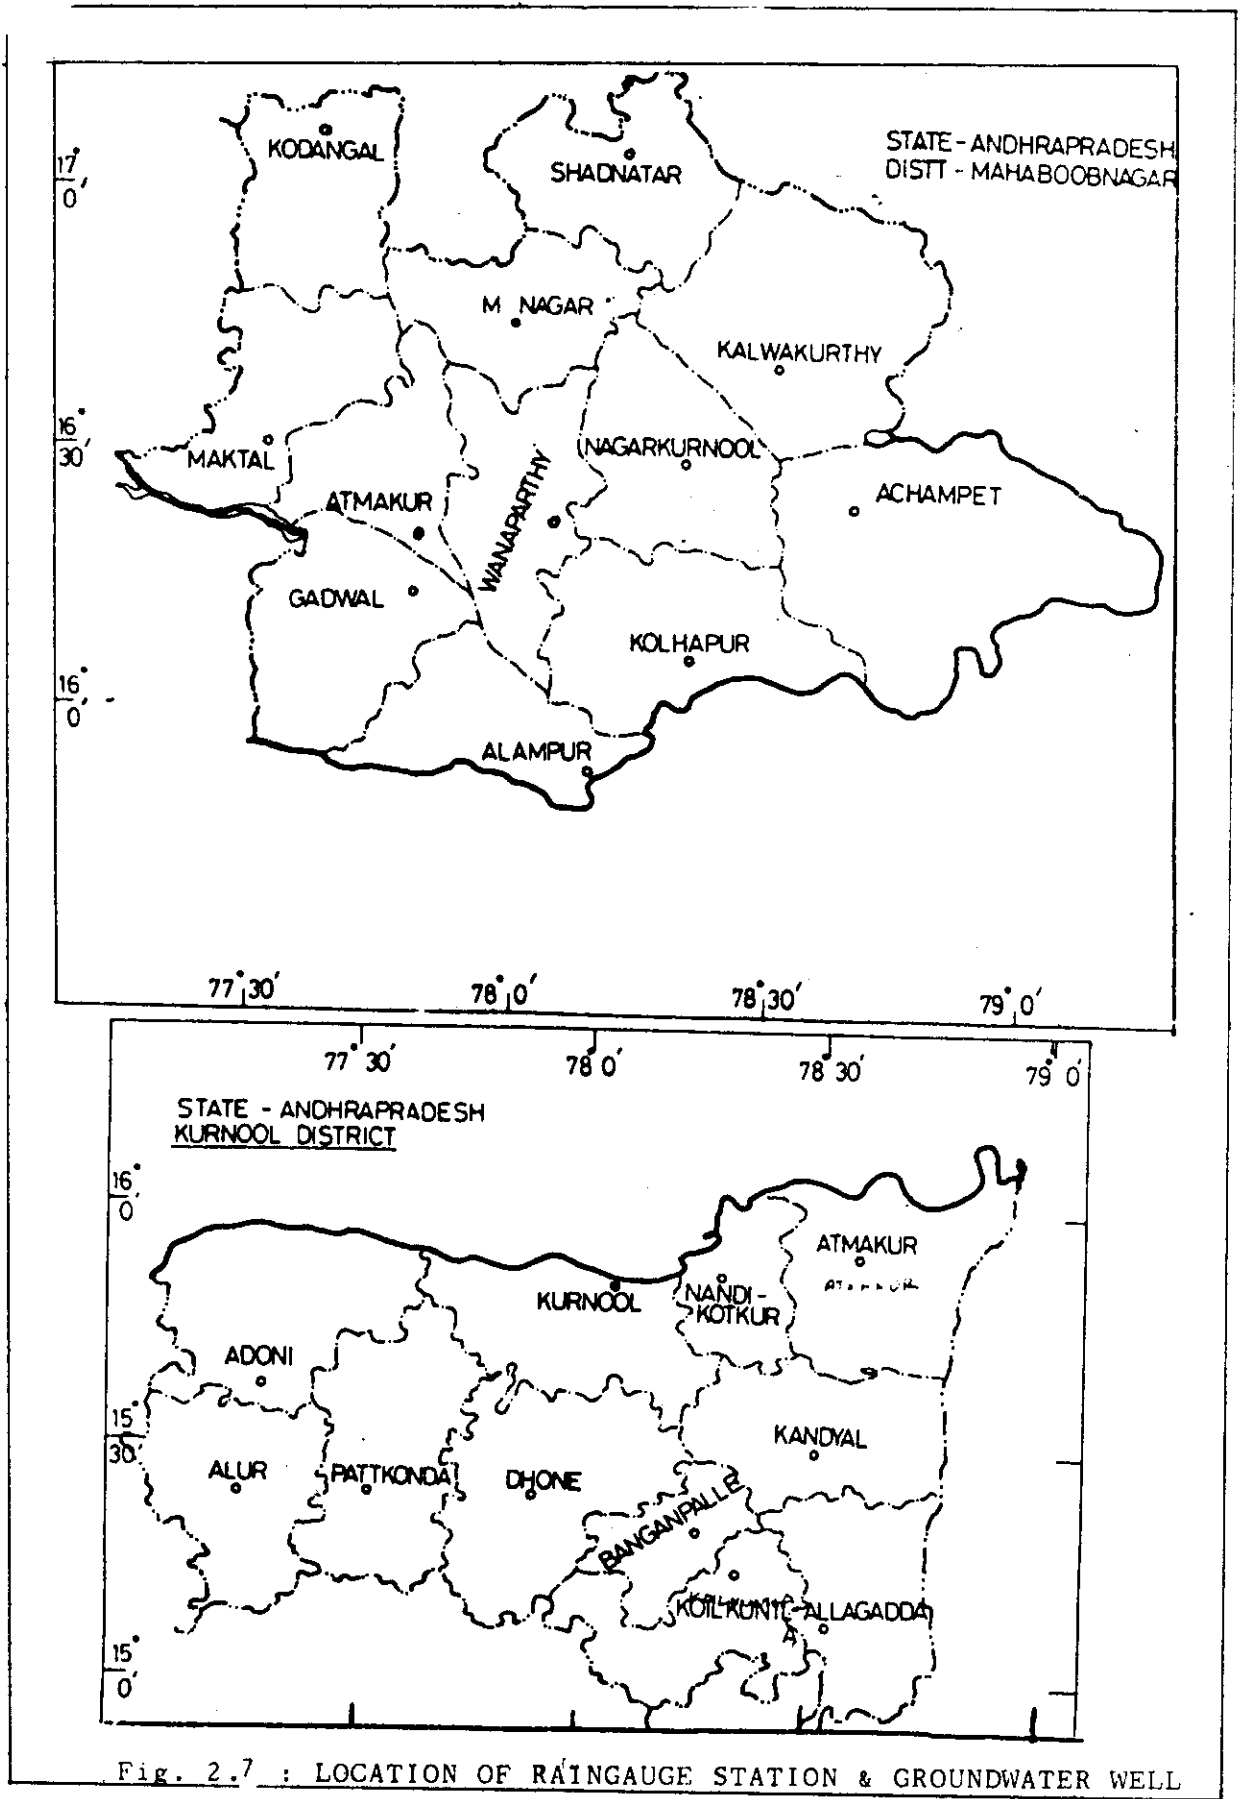 STATE - ANDHRAPRADESH
DISTT - MAHABOOBNAGAR
KODANGAL
SHADNATAR
17°
0'
M NAGAR
KALWAKURTHY
16°
30'
MAKTAL
NAGARKURNOOL
ATMAKUR
WANAPARTHY
ACHAMPET
GADWAL
KOLHAPUR
16°
0'
ALAMPUR
77° 30' 78° 0' 78° 30' 79° 0'
77° 30' 78° 0' 78° 30' 79° 0'
STATE - ANDHRAPRADESH
KURNOOL DISTRICT
16°
0'
ATMAKUR
KURNOOL
NANDI-
KOTKUR
ADONI
15°
30'
KANDYAL
ALUR
PATTKONDA
DHONE
BANGANPALLE
KOILKUNTL-
A
ALLAGADDA
15°
0'
Fig. 2.7 : LOCATION OF RAINGAUGE STATION & GROUNDWATER WELL